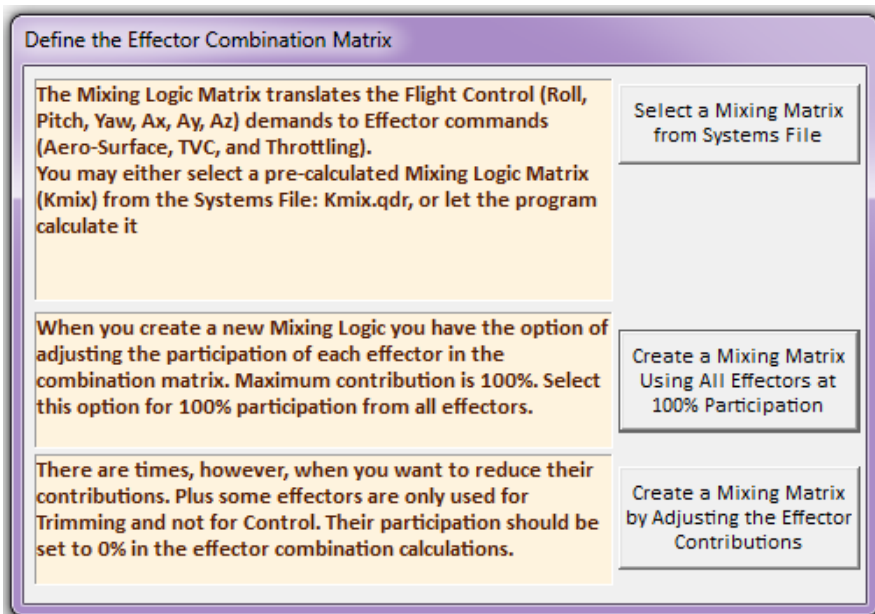 Define the Effector Combination Matrix
The Mixing Logic Matrix translates the Flight Control (Roll,
Pitch, Yaw, Ax, Ay, Az) demands to Effector commands
(Aero-Surface, TVC, and Throttling).
You may either select a pre-calculated Mixing Logic Matrix
(Kmix) from the Systems File: Kmix.qdr, or let the program
calculate it
Select a Mixing Matrix
from Systems File
When you create a new Mixing Logic you have the option of
adjusting the participation of each effector in the
combination matrix. Maximum contribution is 100%. Select
this option for 100% participation from all effectors.
Create a Mixing Matrix
Using All Effectors at
100% Participation
There are times, however, when you want to reduce their
contributions. Plus some effectors are only used for
Trimming and not for Control. Their participation should be
set to 0% in the effector combination calculations.
Create a Mixing Matrix
by Adjusting the Effector
Contributions